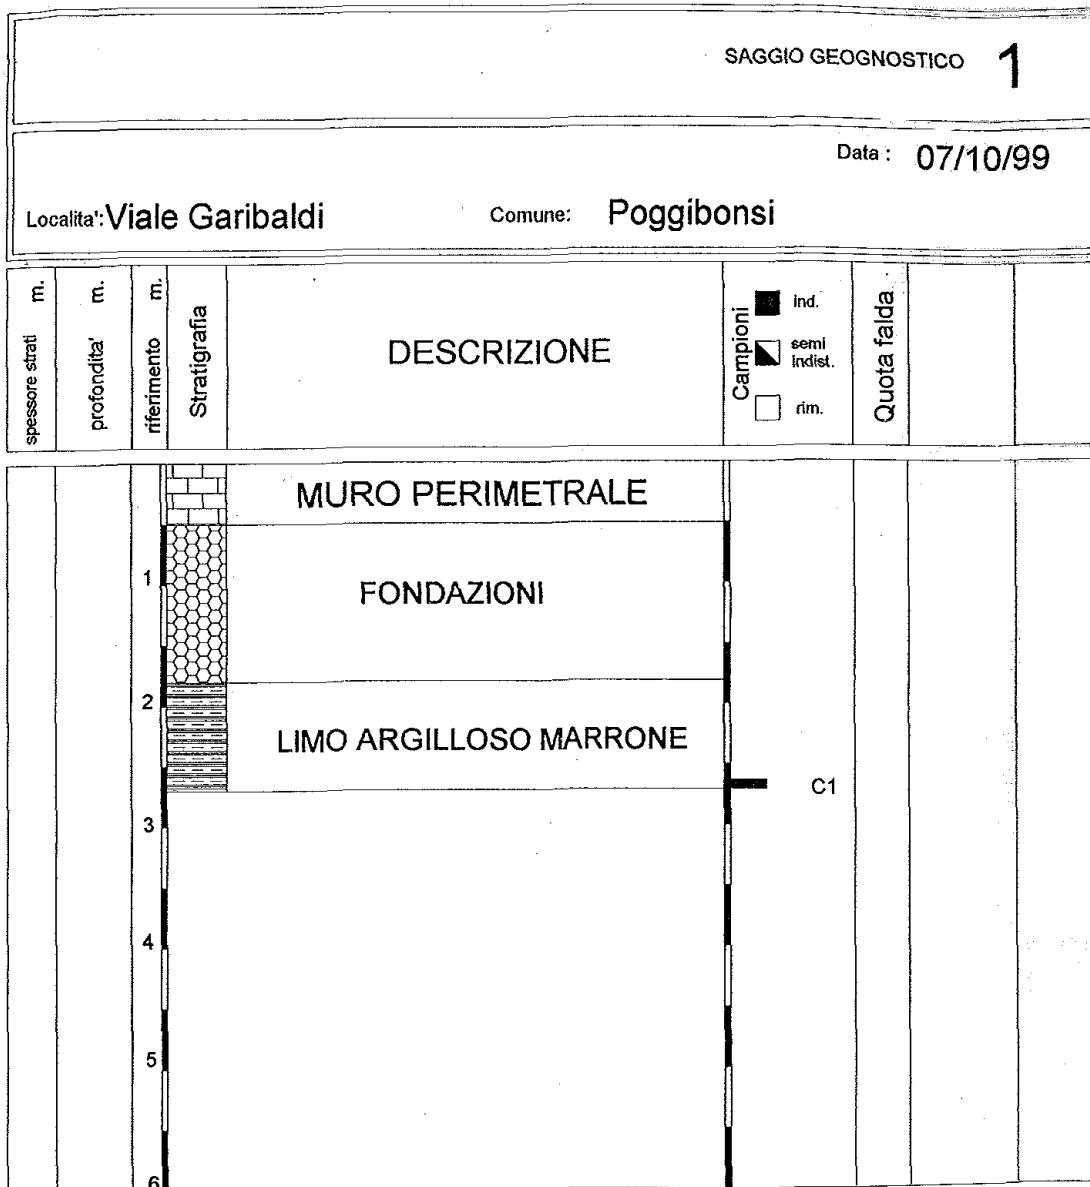 SAGGIO GEOGNOSTICO 1
Data : 07/10/99
Localita': Viale Garibaldi Comune: Poggibonsi
spessore strati m.
profondita' m.
riferimento m.
Stratigrafia
DESCRIZIONE
Campioni
ind.
semi
indist.
rim.
Quota falda
MURO PERIMETRALE
1
FONDAZIONI
2
LIMO ARGILLOSO MARRONE
C1
3
4
5
6